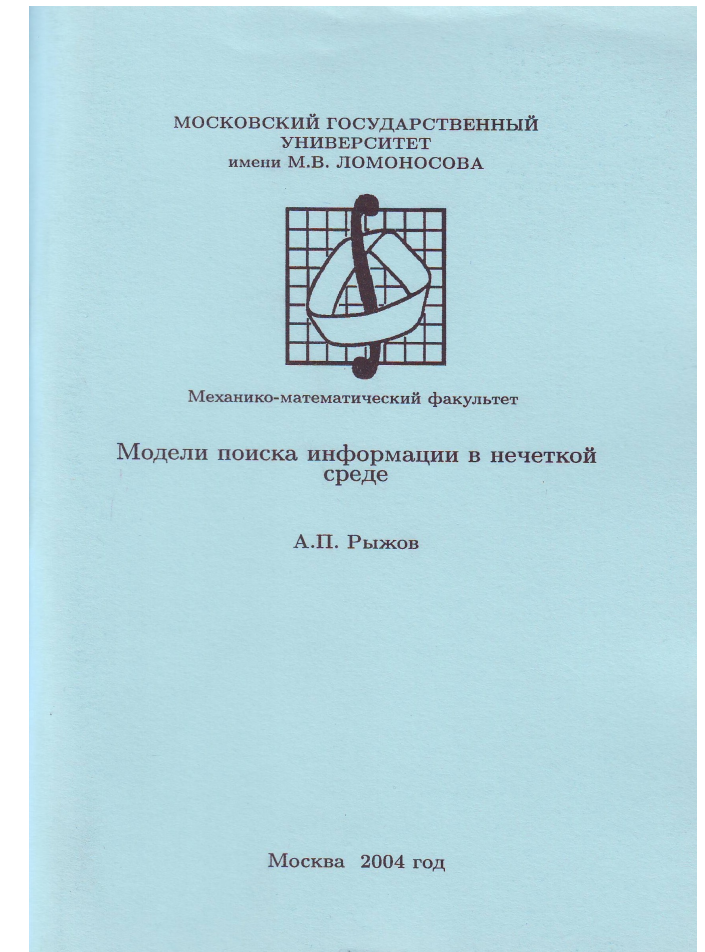 МОСКОВСКИЙ ГОСУДАРСТВЕННЫЙ
УНИВЕРСИТЕТ
имени М.В. ЛОМОНОСОВА
Механико-математический факультет
Модели поиска информации в нечеткой
среде
А.П. Рыжов
Москва 2004 год